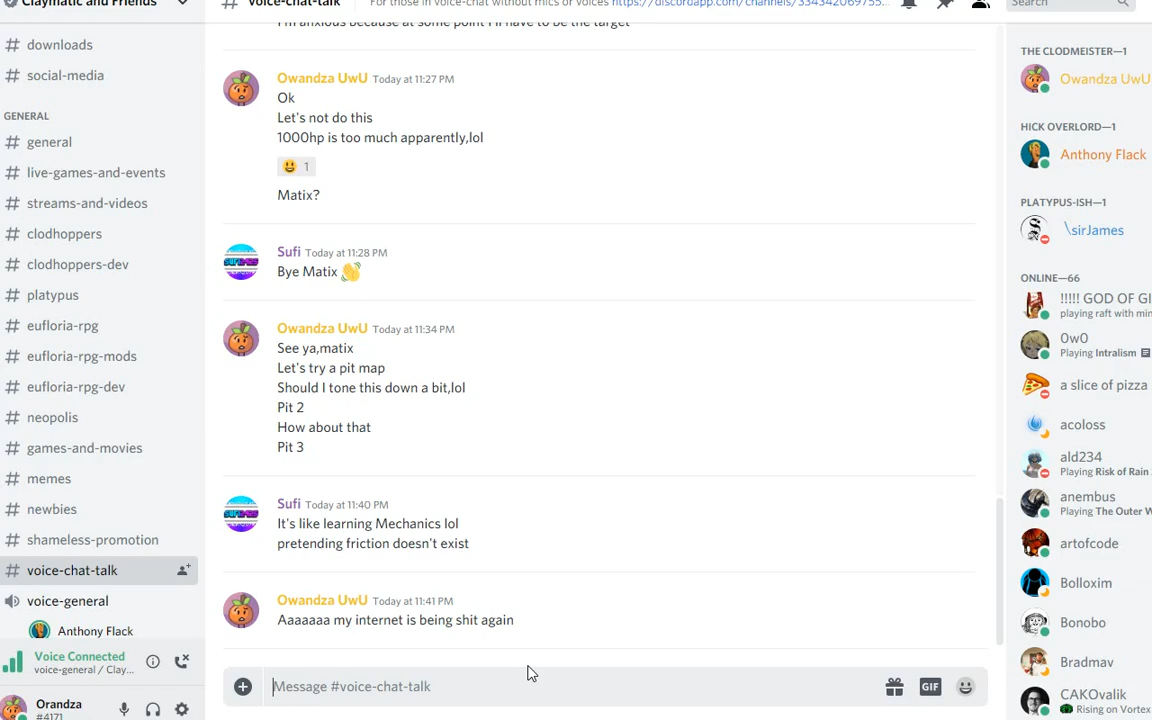 Claymatic and Friends
# downloads
# social-media
GENERAL
# general
# live-games-and-events
# streams-and-videos
# clodhoppers
# clodhoppers-dev
# platypus
# eufloria-rpg
# eufloria-rpg-mods
# eufloria-rpg-dev
# neopolis
# games-and-movies
# memes
# newbies
# shameless-promotion
# voice-chat-talk
voice-general
Anthony Flack
Voice Connected
voice-general / Clay...
Orandza
#4171
# voice-chat-talk
For those in voice-chat without mics or voices https://discordapp.com/channels/334342069755...
Search
I'm anxious because at some point I'll have to be the target
Owandza UwU Today at 11:27 PM
Ok
Let's not do this
1000hp is too much apparently,lol
😃 1
Matix?
Sufi Today at 11:28 PM
Bye Matix 👋
Owandza UwU Today at 11:34 PM
See ya,matix
Let's try a pit map
Should I tone this down a bit,lol
Pit 2
How about that
Pit 3
Sufi Today at 11:40 PM
It's like learning Mechanics lol
pretending friction doesn't exist
Owandza UwU Today at 11:41 PM
Aaaaaaa my internet is being shit again
Message #voice-chat-talk
GIF
THE CLODMEISTER—1
Owandza UwU
HICK OVERLORD—1
Anthony Flack
PLATYPUS-ISH—1
\sirJames
ONLINE—66
!!!!! GOD OF GI
playing raft with min
OwO
Playing Intralism
a slice of pizza
acoloss
ald234
Playing Risk of Rain
anembus
Playing The Outer W
artofcode
Bolloxim
Bonobo
Bradmav
CAKOvalik
Rising on Vortex